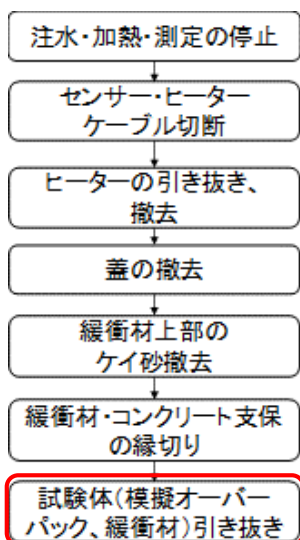 注水・加熱・測定の停止
センサー・ヒーター
ケーブル切断
ヒーターの引き抜き、
撤去
蓋の撤去
緩衝材上部の
ケイ砂撤去
緩衝材・コンクリート支保
の縁切り
試験体(模擬オーバー
パック、緩衝材)引き抜き